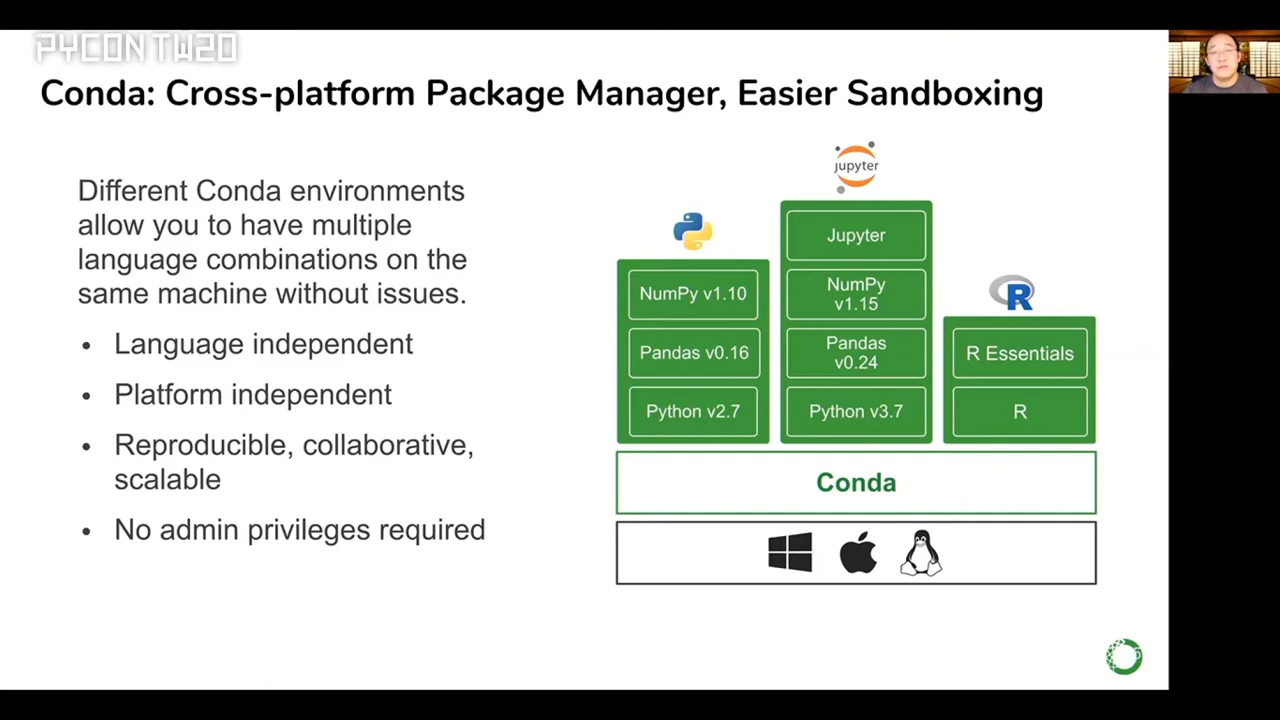 PYCON TW20
Conda: Cross-platform Package Manager, Easier Sandboxing
Different Conda environments
allow you to have multiple
language combinations on the
same machine without issues.
• Language independent
• Platform independent
• Reproducible, collaborative,
scalable
• No admin privileges required
NumPy v1.10
Pandas v0.16
Python v2.7
jupyter
Jupyter
NumPy
v1.15
Pandas
v0.24
Python v3.7
R
R Essentials
R
Conda